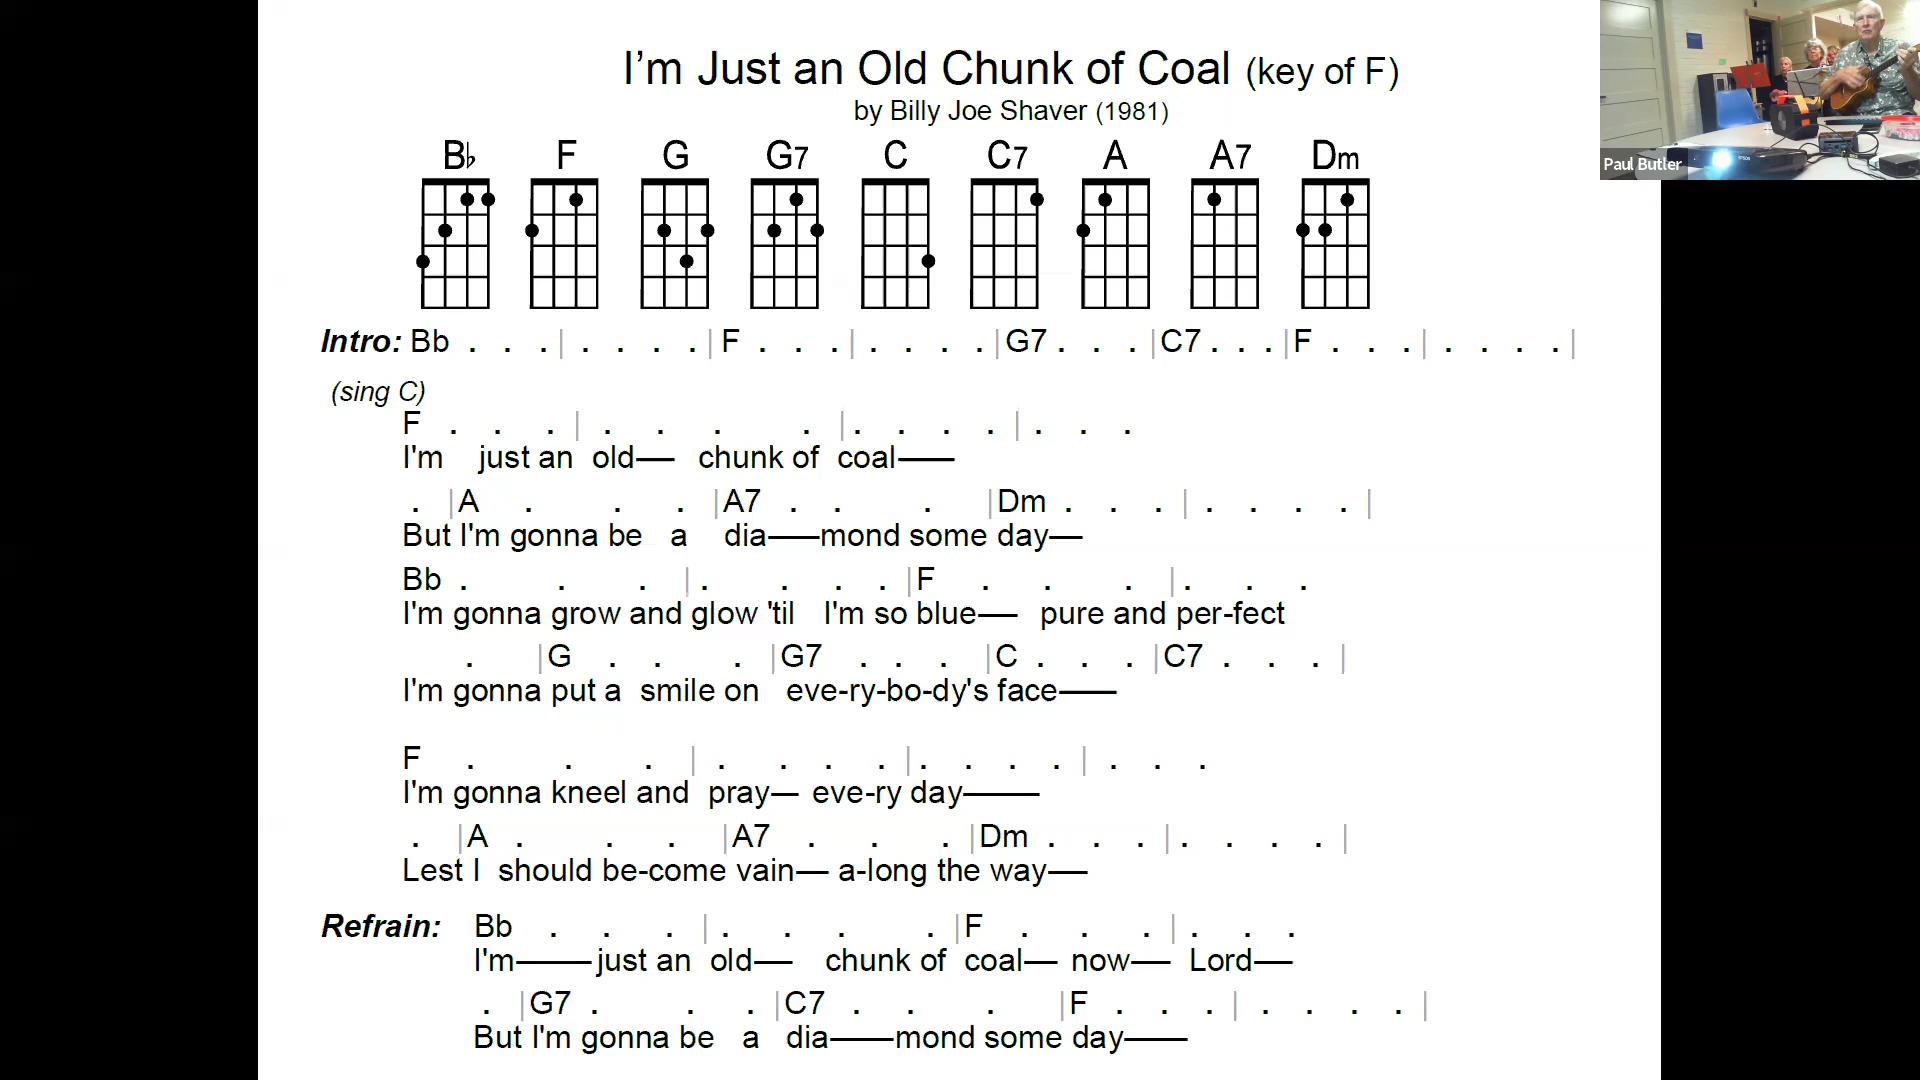 I'm Just an Old Chunk of Coal (key of F)
by Billy Joe Shaver (1981)
B♭ F G G7 C C7 A A7 Dm
Intro: Bb . . . | . . . . | F . . . | . . . . | G7 . . . | C7 . . . | F . . . | . . . . |
(sing C)
F . . . | . . . . | . . . . | . . .
I'm just an old— chunk of coal——
. | A . . . | A7 . . . | Dm . . . | . . . . |
But I'm gonna be a dia——mond some day—
Bb . . . | . . . . | F . . . | . . .
I'm gonna grow and glow 'til I'm so blue— pure and per-fect
. | G . . . | G7 . . . | C . . . | C7 . . . |
I'm gonna put a smile on eve-ry-bo-dy's face——
F . . . | . . . . | . . . . | . . .
I'm gonna kneel and pray— eve-ry day——
. | A . . . | A7 . . . | Dm . . . | . . . . |
Lest I should be-come vain— a-long the way—
Refrain: Bb . . . | . . . . | F . . . | . . .
I'm——just an old— chunk of coal— now— Lord—
. | G7 . . . | C7 . . . | F . . . | . . . . |
But I'm gonna be a dia——mond some day——
Paul Butler